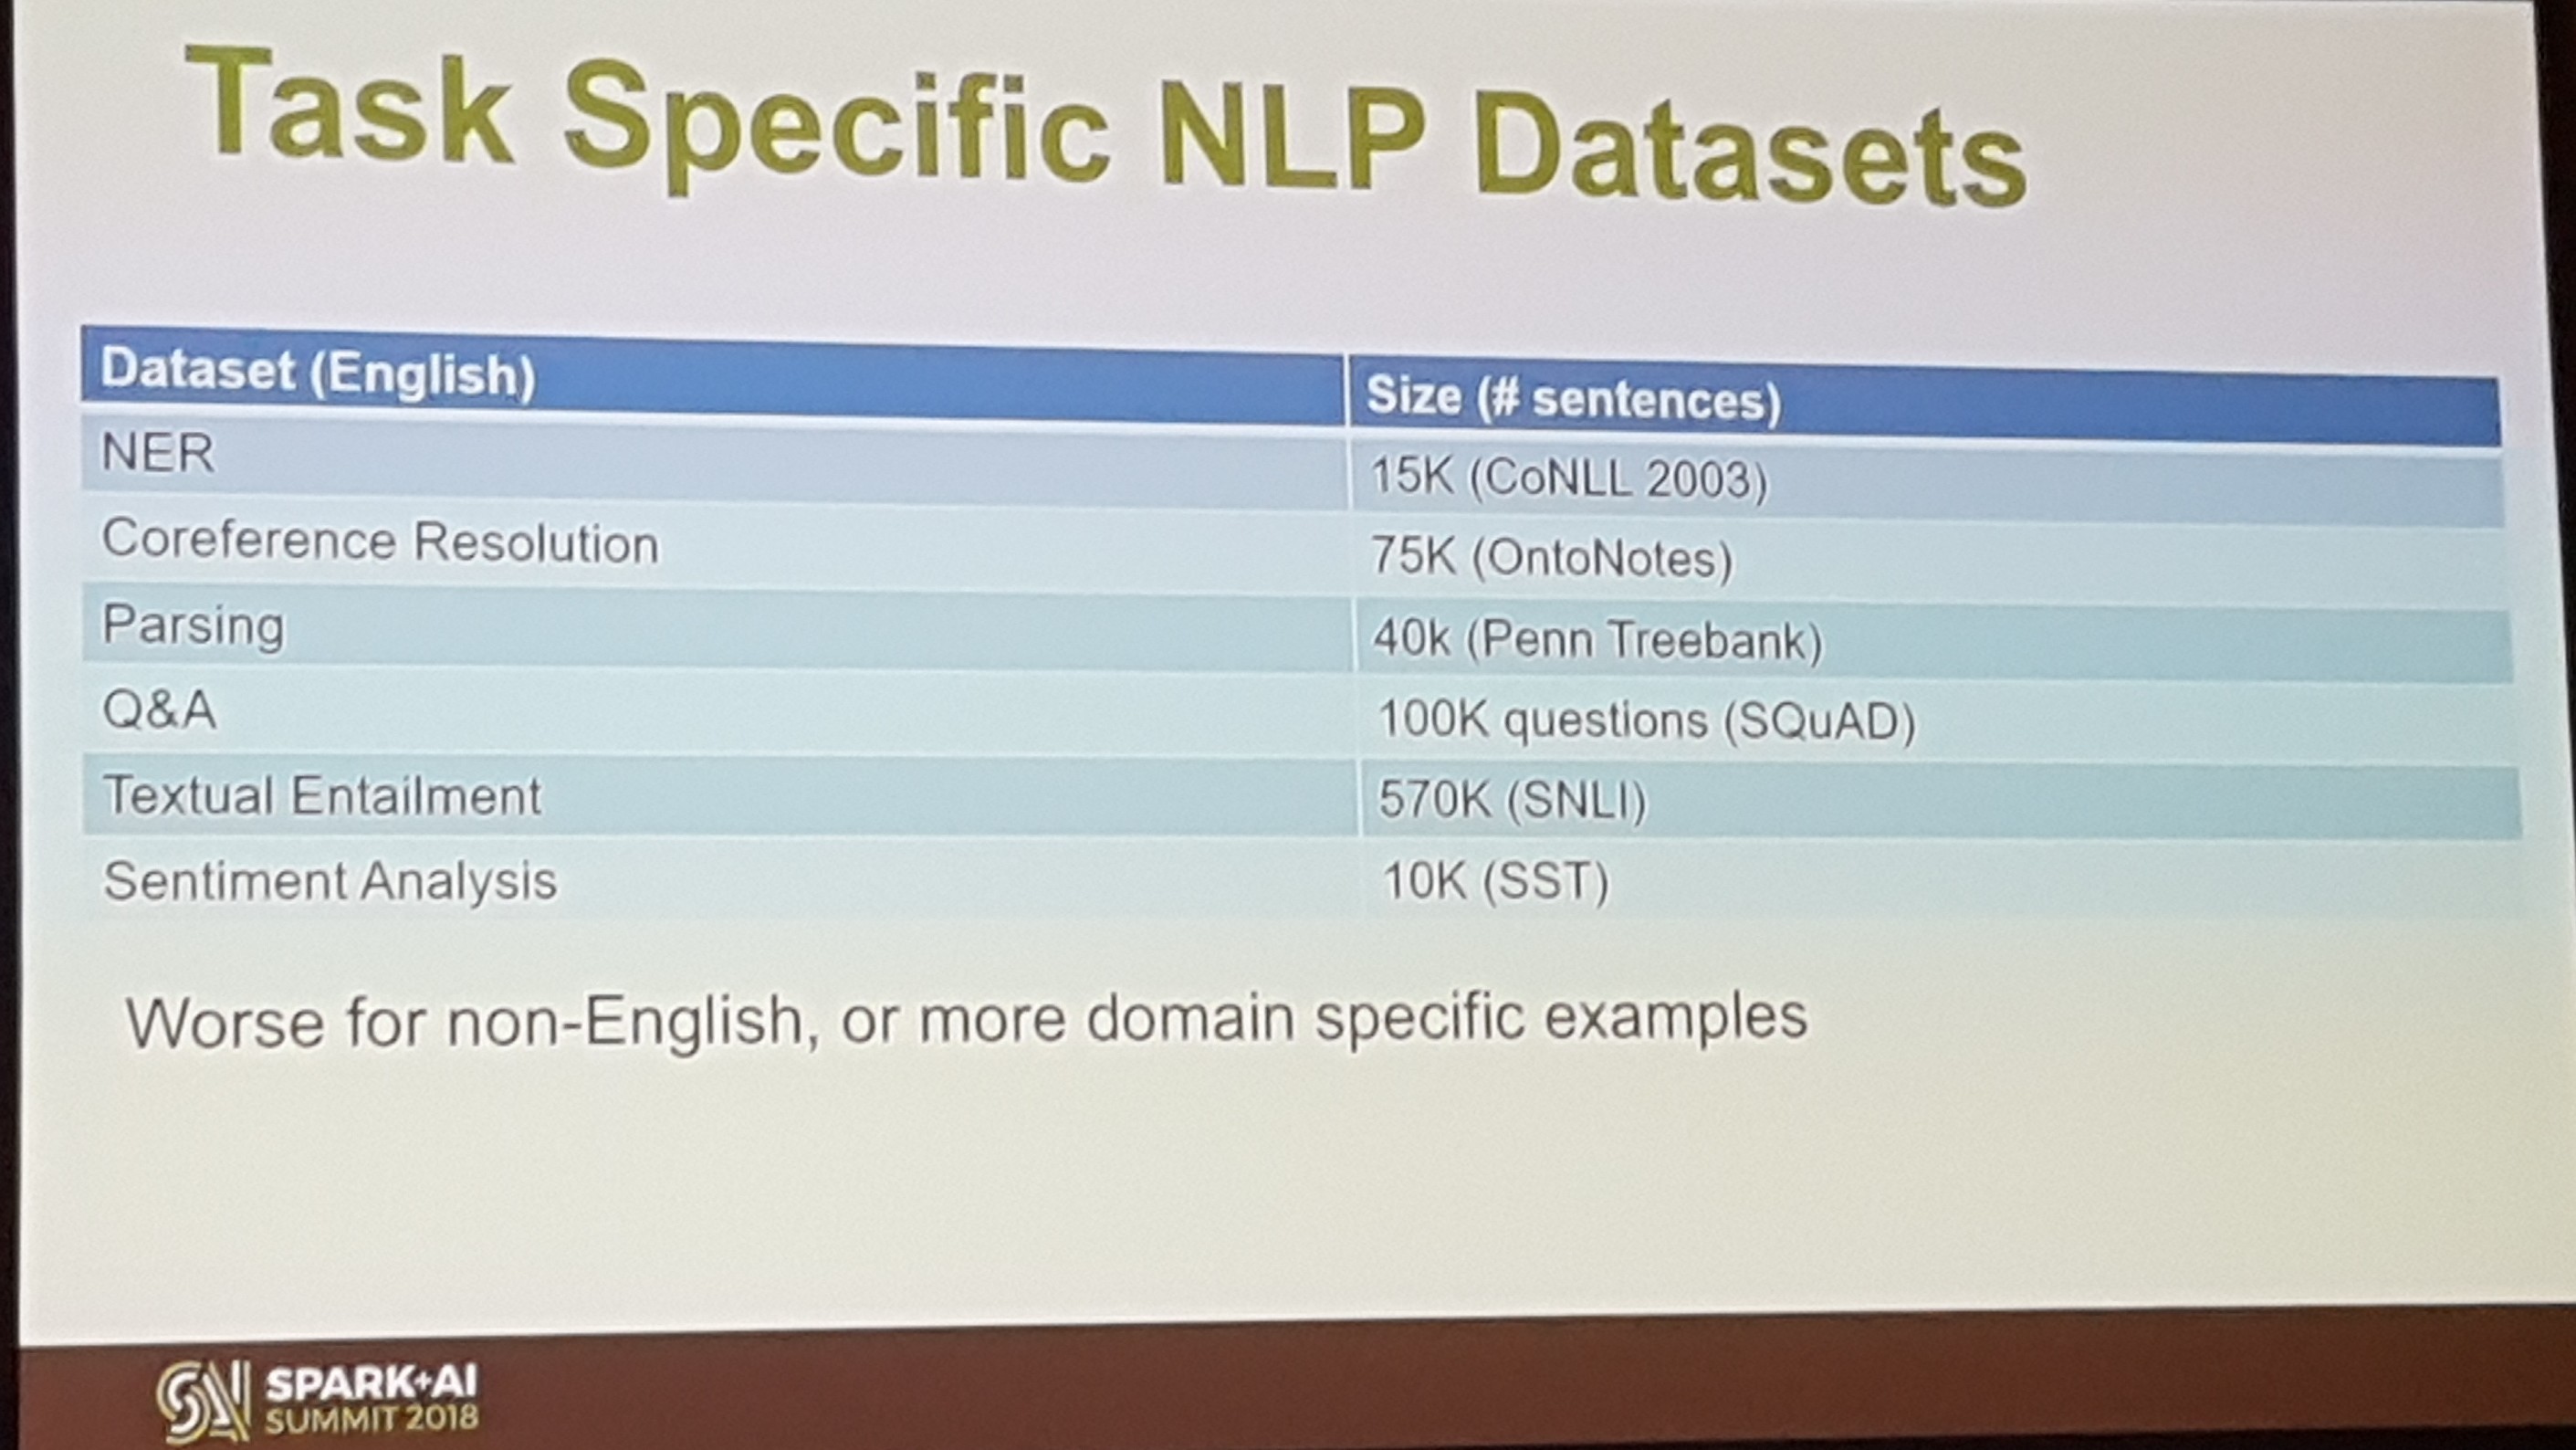 Task Specific NLP Datasets
Dataset (English) Size (# sentences)
NER 15K (CoNLL 2003)
Coreference Resolution 75K (OntoNotes)
Parsing 40k (Penn Treebank)
Q&A 100K questions (SQuAD)
Textual Entailment 570K (SNLI)
Sentiment Analysis 10K (SST)
Worse for non-English, or more domain specific examples
SPARK+AI
SUMMIT 2018